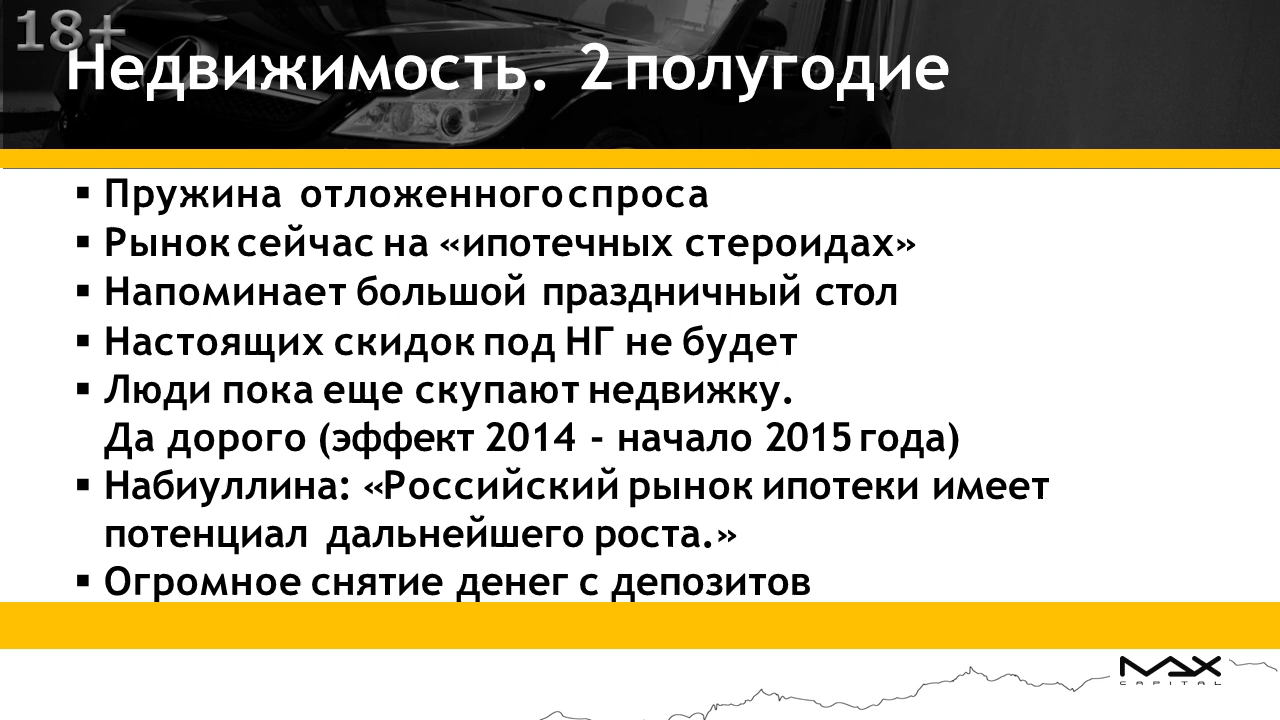 18+
Недвижимость. 2 полугодие
▪ Пружина отложенного спроса
▪ Рынок сейчас на «ипотечных стероидах»
▪ Напоминает большой праздничный стол
▪ Настоящих скидок под НГ не будет
▪ Люди пока еще скупают недвижку.
Да дорого (эффект 2014 - начало 2015 года)
▪ Набиуллина: «Российский рынок ипотеки имеет
потенциал дальнейшего роста.»
▪ Огромное снятие денег с депозитов
MAX
CAPITAL